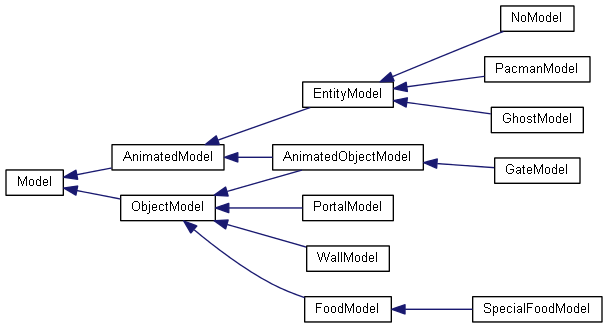 NoModel
PacmanModel
EntityModel
GhostModel
AnimatedModel
AnimatedObjectModel
GateModel
Model
ObjectModel
PortalModel
WallModel
FoodModel
SpecialFoodModel